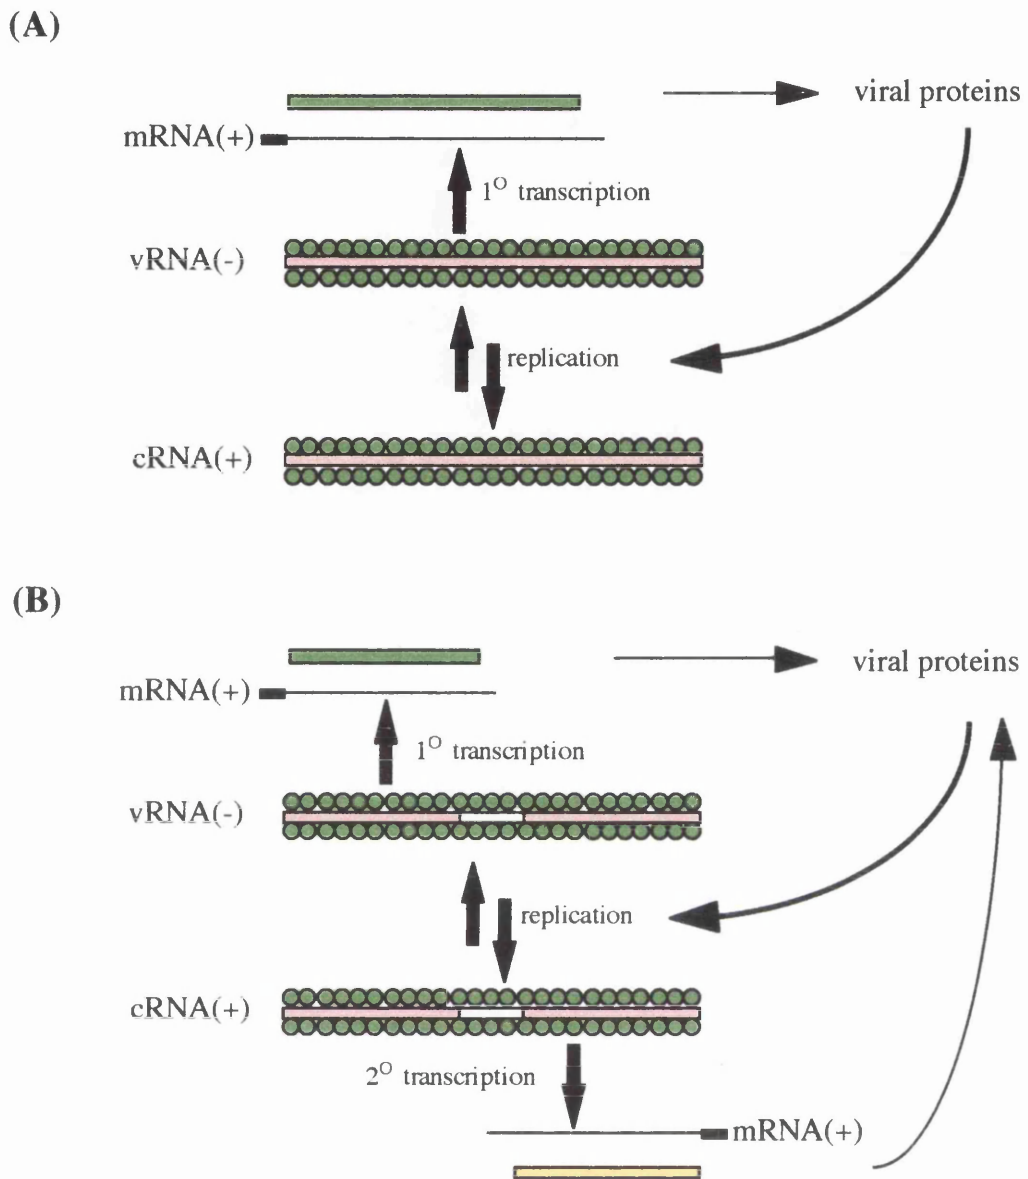 (A)
viral proteins
mRNA(+)
1° transcription
vRNA(-)
replication
cRNA(+)
(B)
viral proteins
mRNA(+)
1° transcription
vRNA(-)
replication
cRNA(+)
2° transcription
mRNA(+)